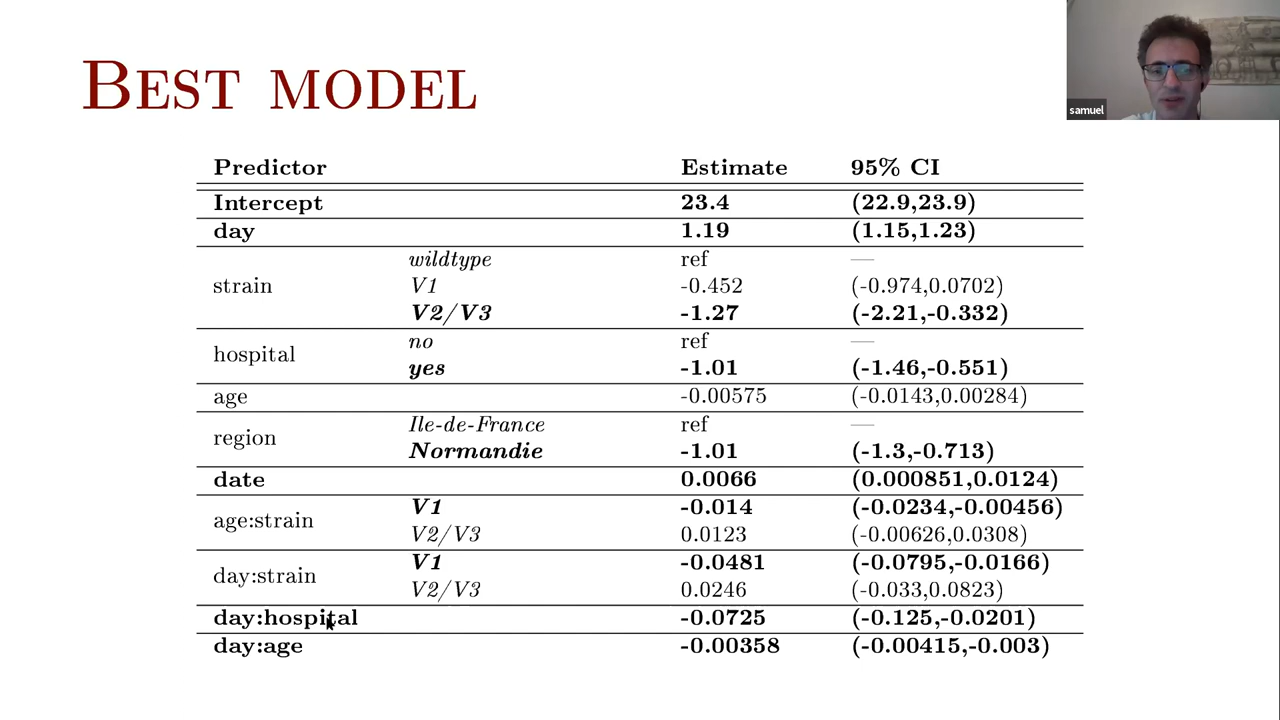 BEST MODEL
samuel
Predictor Estimate 95% CI
Intercept 23.4 (22.9,23.9)
day 1.19 (1.15,1.23)
wildtype ref —
strain V1 -0.452 (-0.974,0.0702)
V2/V3 -1.27 (-2.21,-0.332)
no ref —
hospital
yes -1.01 (-1.46,-0.551)
age -0.00575 (-0.0143,0.00284)
Ile-de-France ref —
region
Normandie -1.01 (-1.3,-0.713)
date 0.0066 (0.000851,0.0124)
V1 -0.014 (-0.0234,-0.00456)
age:strain
V2/V3 0.0123 (-0.00626,0.0308)
V1 -0.0481 (-0.0795,-0.0166)
day:strain
V2/V3 0.0246 (-0.033,0.0823)
day:hospital -0.0725 (-0.125,-0.0201)
day:age -0.00358 (-0.00415,-0.003)